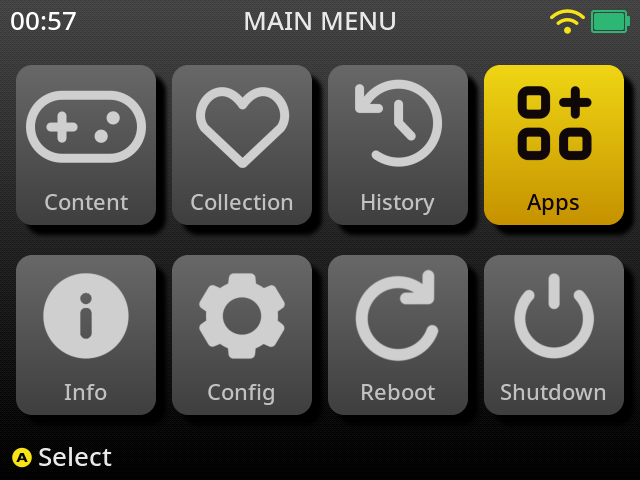 00:57 MAIN MENU
Content Collection History Apps
Info Config Reboot Shutdown
A Select